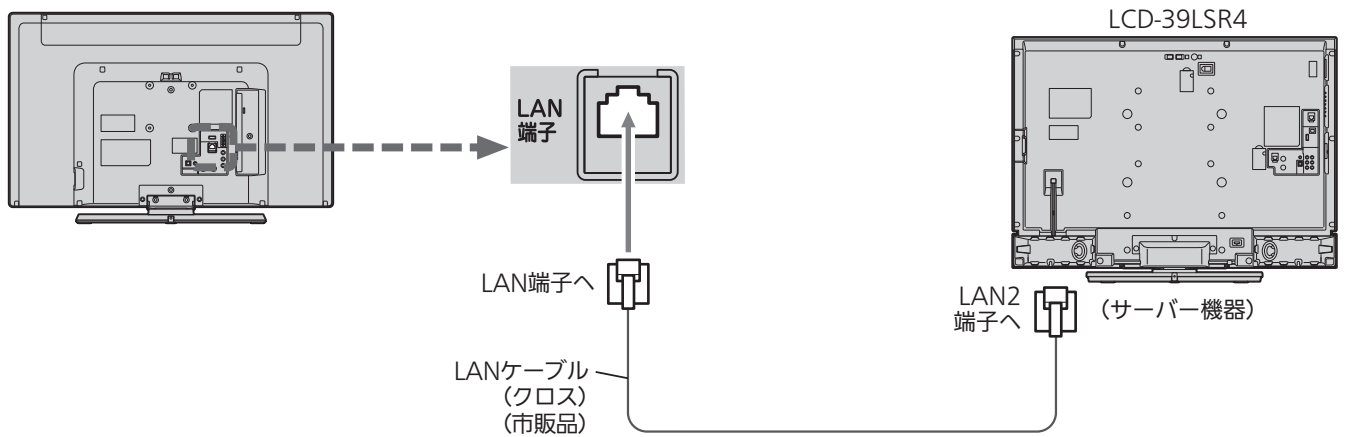 LCD-39LSR4
LAN
端子
LAN端子へ
LAN2
端子へ
(サーバー機器)
LANケーブル
(クロス)
(市販品)